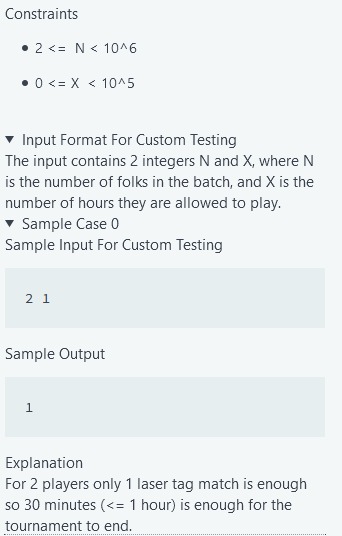 Constraints
• 2 <= N < 10^6
• 0 <= X < 10^5
▼ Input Format For Custom Testing
The input contains 2 integers N and X, where N
is the number of folks in the batch, and X is the
number of hours they are allowed to play.
▼ Sample Case 0
Sample Input For Custom Testing
2 1
Sample Output
1
Explanation
For 2 players only 1 laser tag match is enough
so 30 minutes (<= 1 hour) is enough for the
tournament to end.